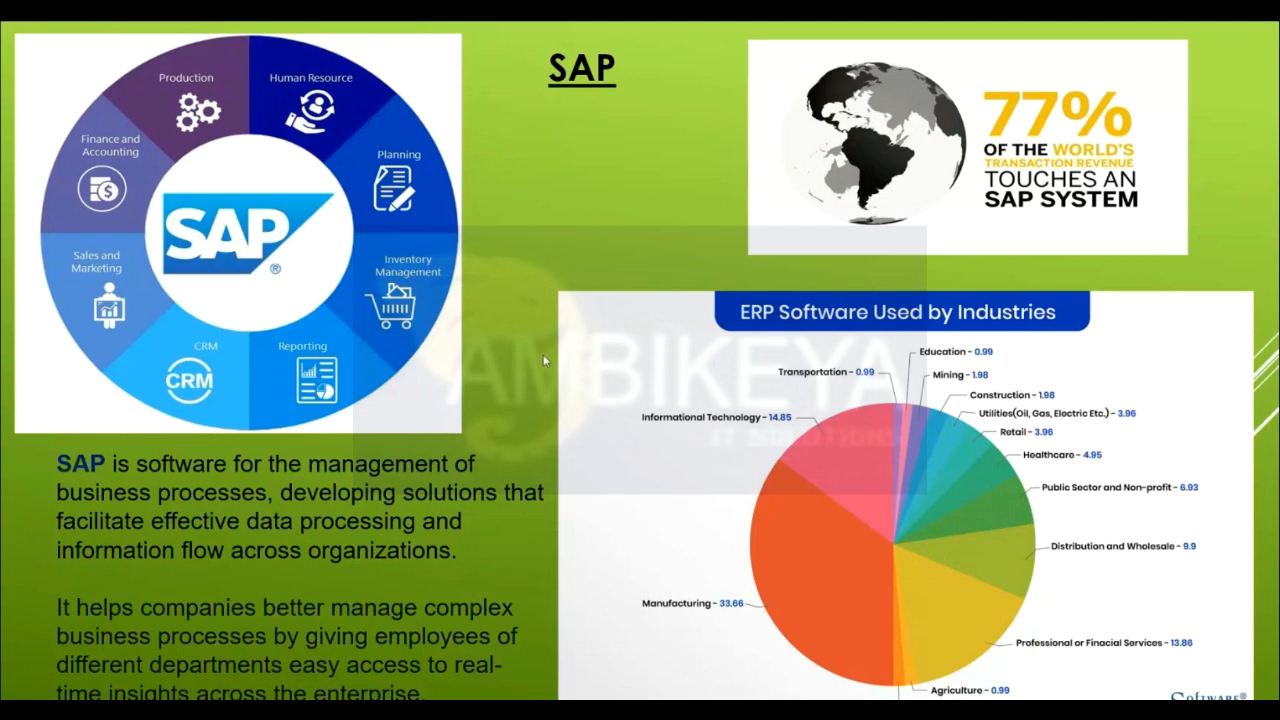 SAP
Production
Human Resource
Finance and
Accounting
Planning
SAP
®
Sales and
Marketing
Inventory
Management
CRM
CRM
Reporting
77%
OF THE WORLD'S
TRANSACTION REVENUE
TOUCHES AN
SAP SYSTEM
AMBIKEYA
IT SOLUTIONS
SAP is software for the management of
business processes, developing solutions that
facilitate effective data processing and
information flow across organizations.
It helps companies better manage complex
business processes by giving employees of
different departments easy access to real-
time insights across the enterprise.
ERP Software Used by Industries
Education - 0.99
Transportation - 0.99
Mining - 1.98
Construction - 1.98
Informational Technology - 14.85
Utilities(Oil, Gas, Electric Etc.) - 3.96
Retail - 3.96
Healthcare - 4.95
Public Sector and Non-profit - 6.93
Distribution and Wholesale - 9.9
Manufacturing - 33.66
Professional or Finacial Services - 13.86
Agriculture - 0.99
Software®